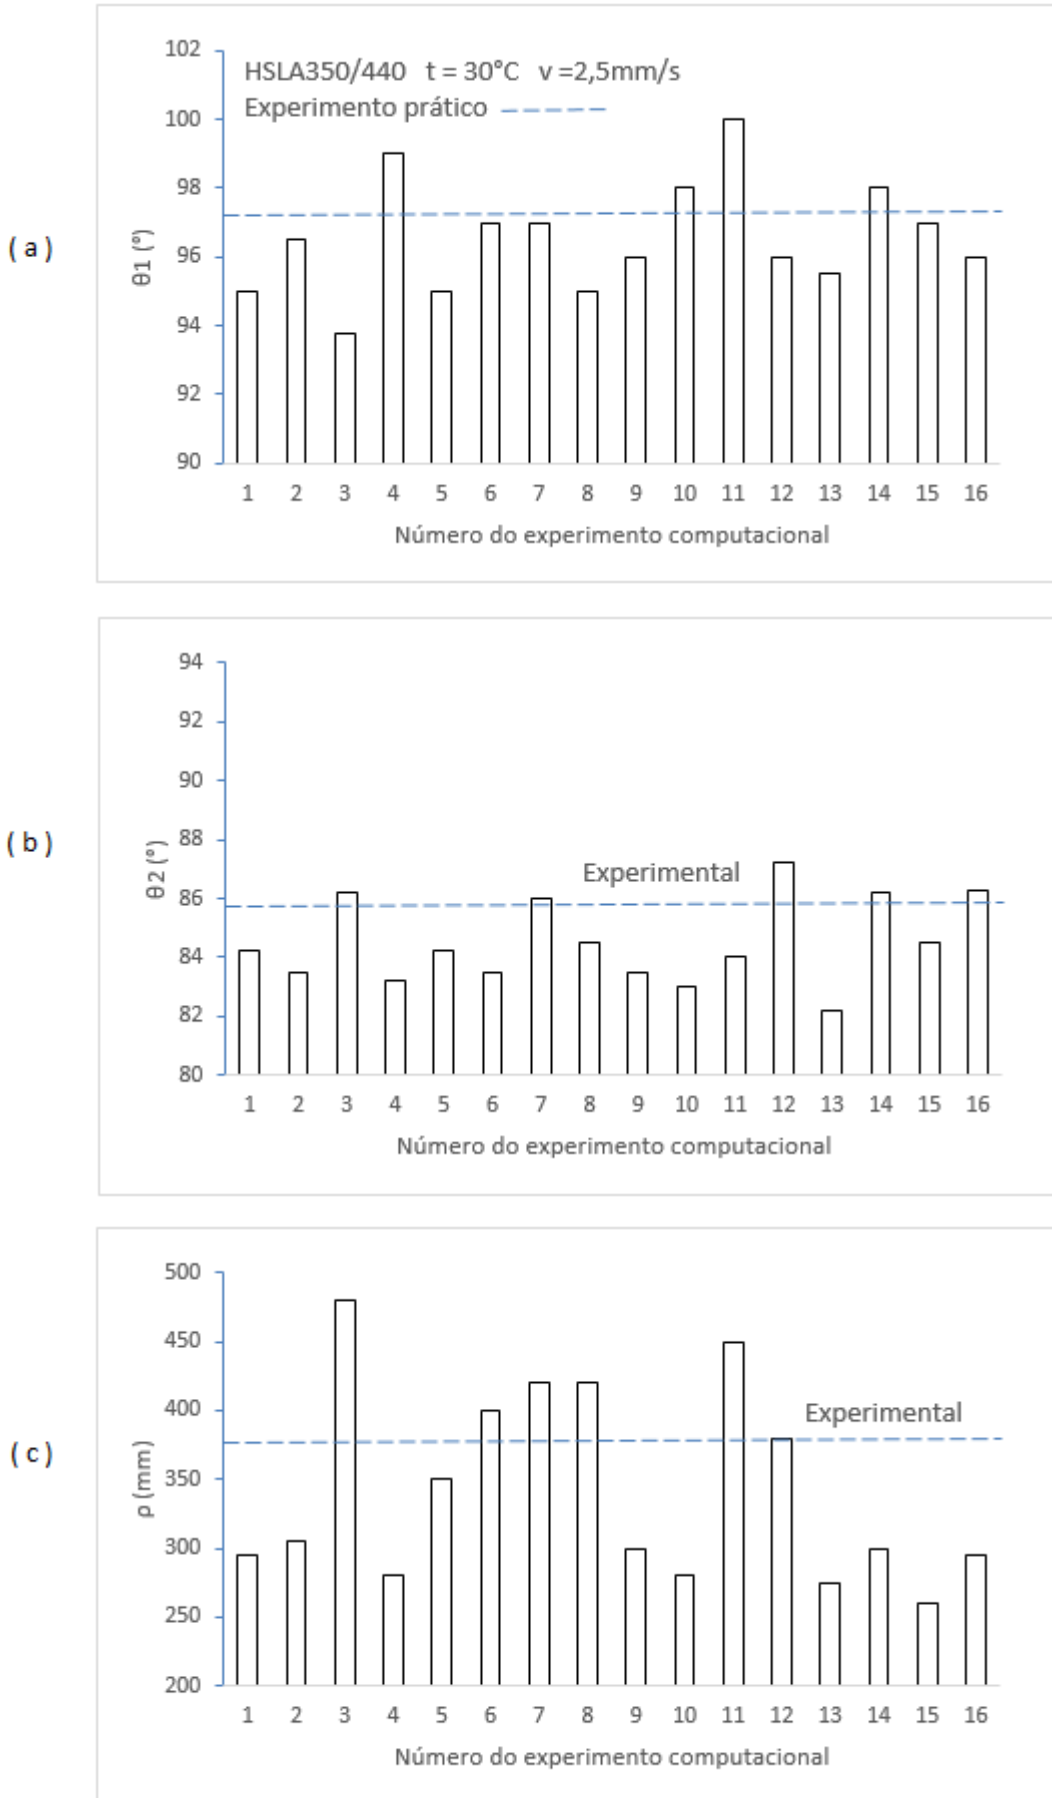 ( a )
102
100
98
96
94
92
90
θ1 (°)
HSLA350/440 t = 30°C v =2,5mm/s
Experimento prático
1 2 3 4 5 6 7 8 9 10 11 12 13 14 15 16
Número do experimento computacional
( b )
94
92
90
88
86
84
82
80
θ2 (°)
Experimental
1 2 3 4 5 6 7 8 9 10 11 12 13 14 15 16
Número do experimento computacional
( c )
500
450
400
350
300
250
200
ρ (mm)
Experimental
1 2 3 4 5 6 7 8 9 10 11 12 13 14 15 16
Número do experimento computacional